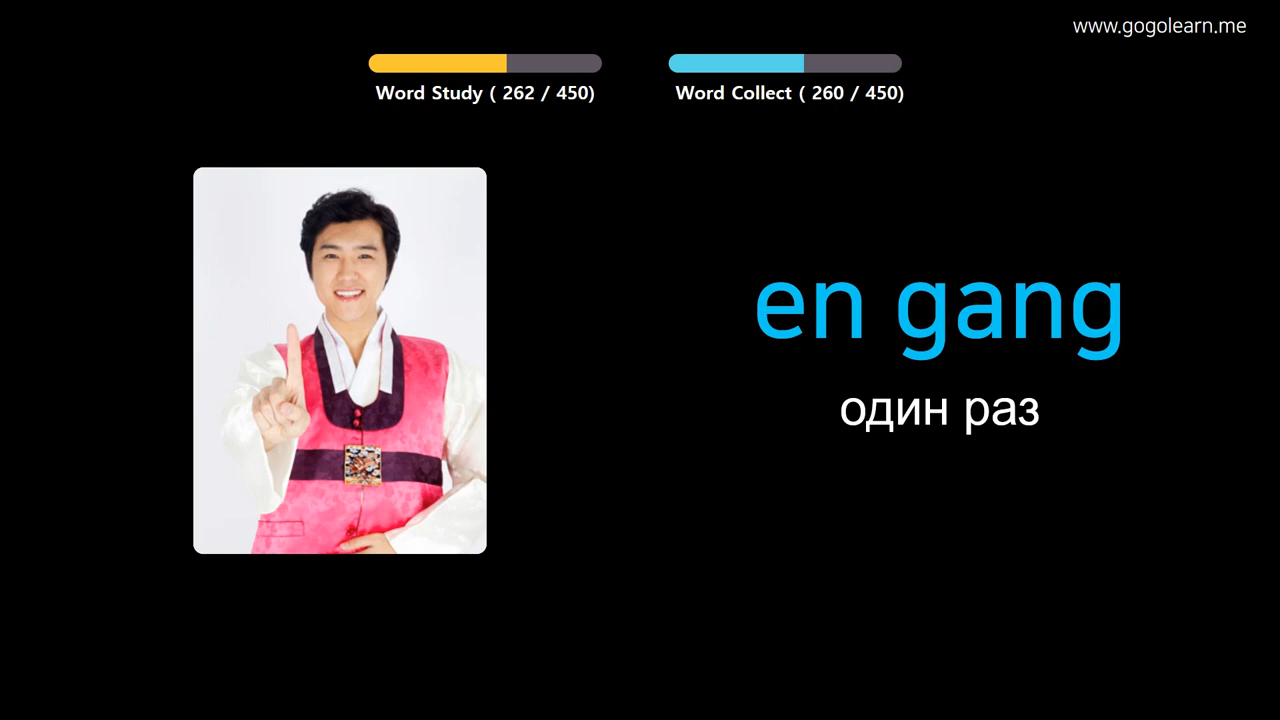 www.gogolearn.me
Word Study ( 262 / 450)
Word Collect ( 260 / 450)
en gang
один раз